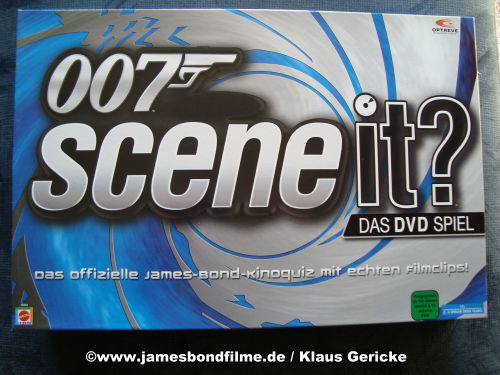 OPTREVE
007
scene it?
DAS DVD SPIEL
Das offizielle James-Bond-Kinoquiz mit echten Filmclips!
©www.jamesbondfilme.de / Klaus Gericke